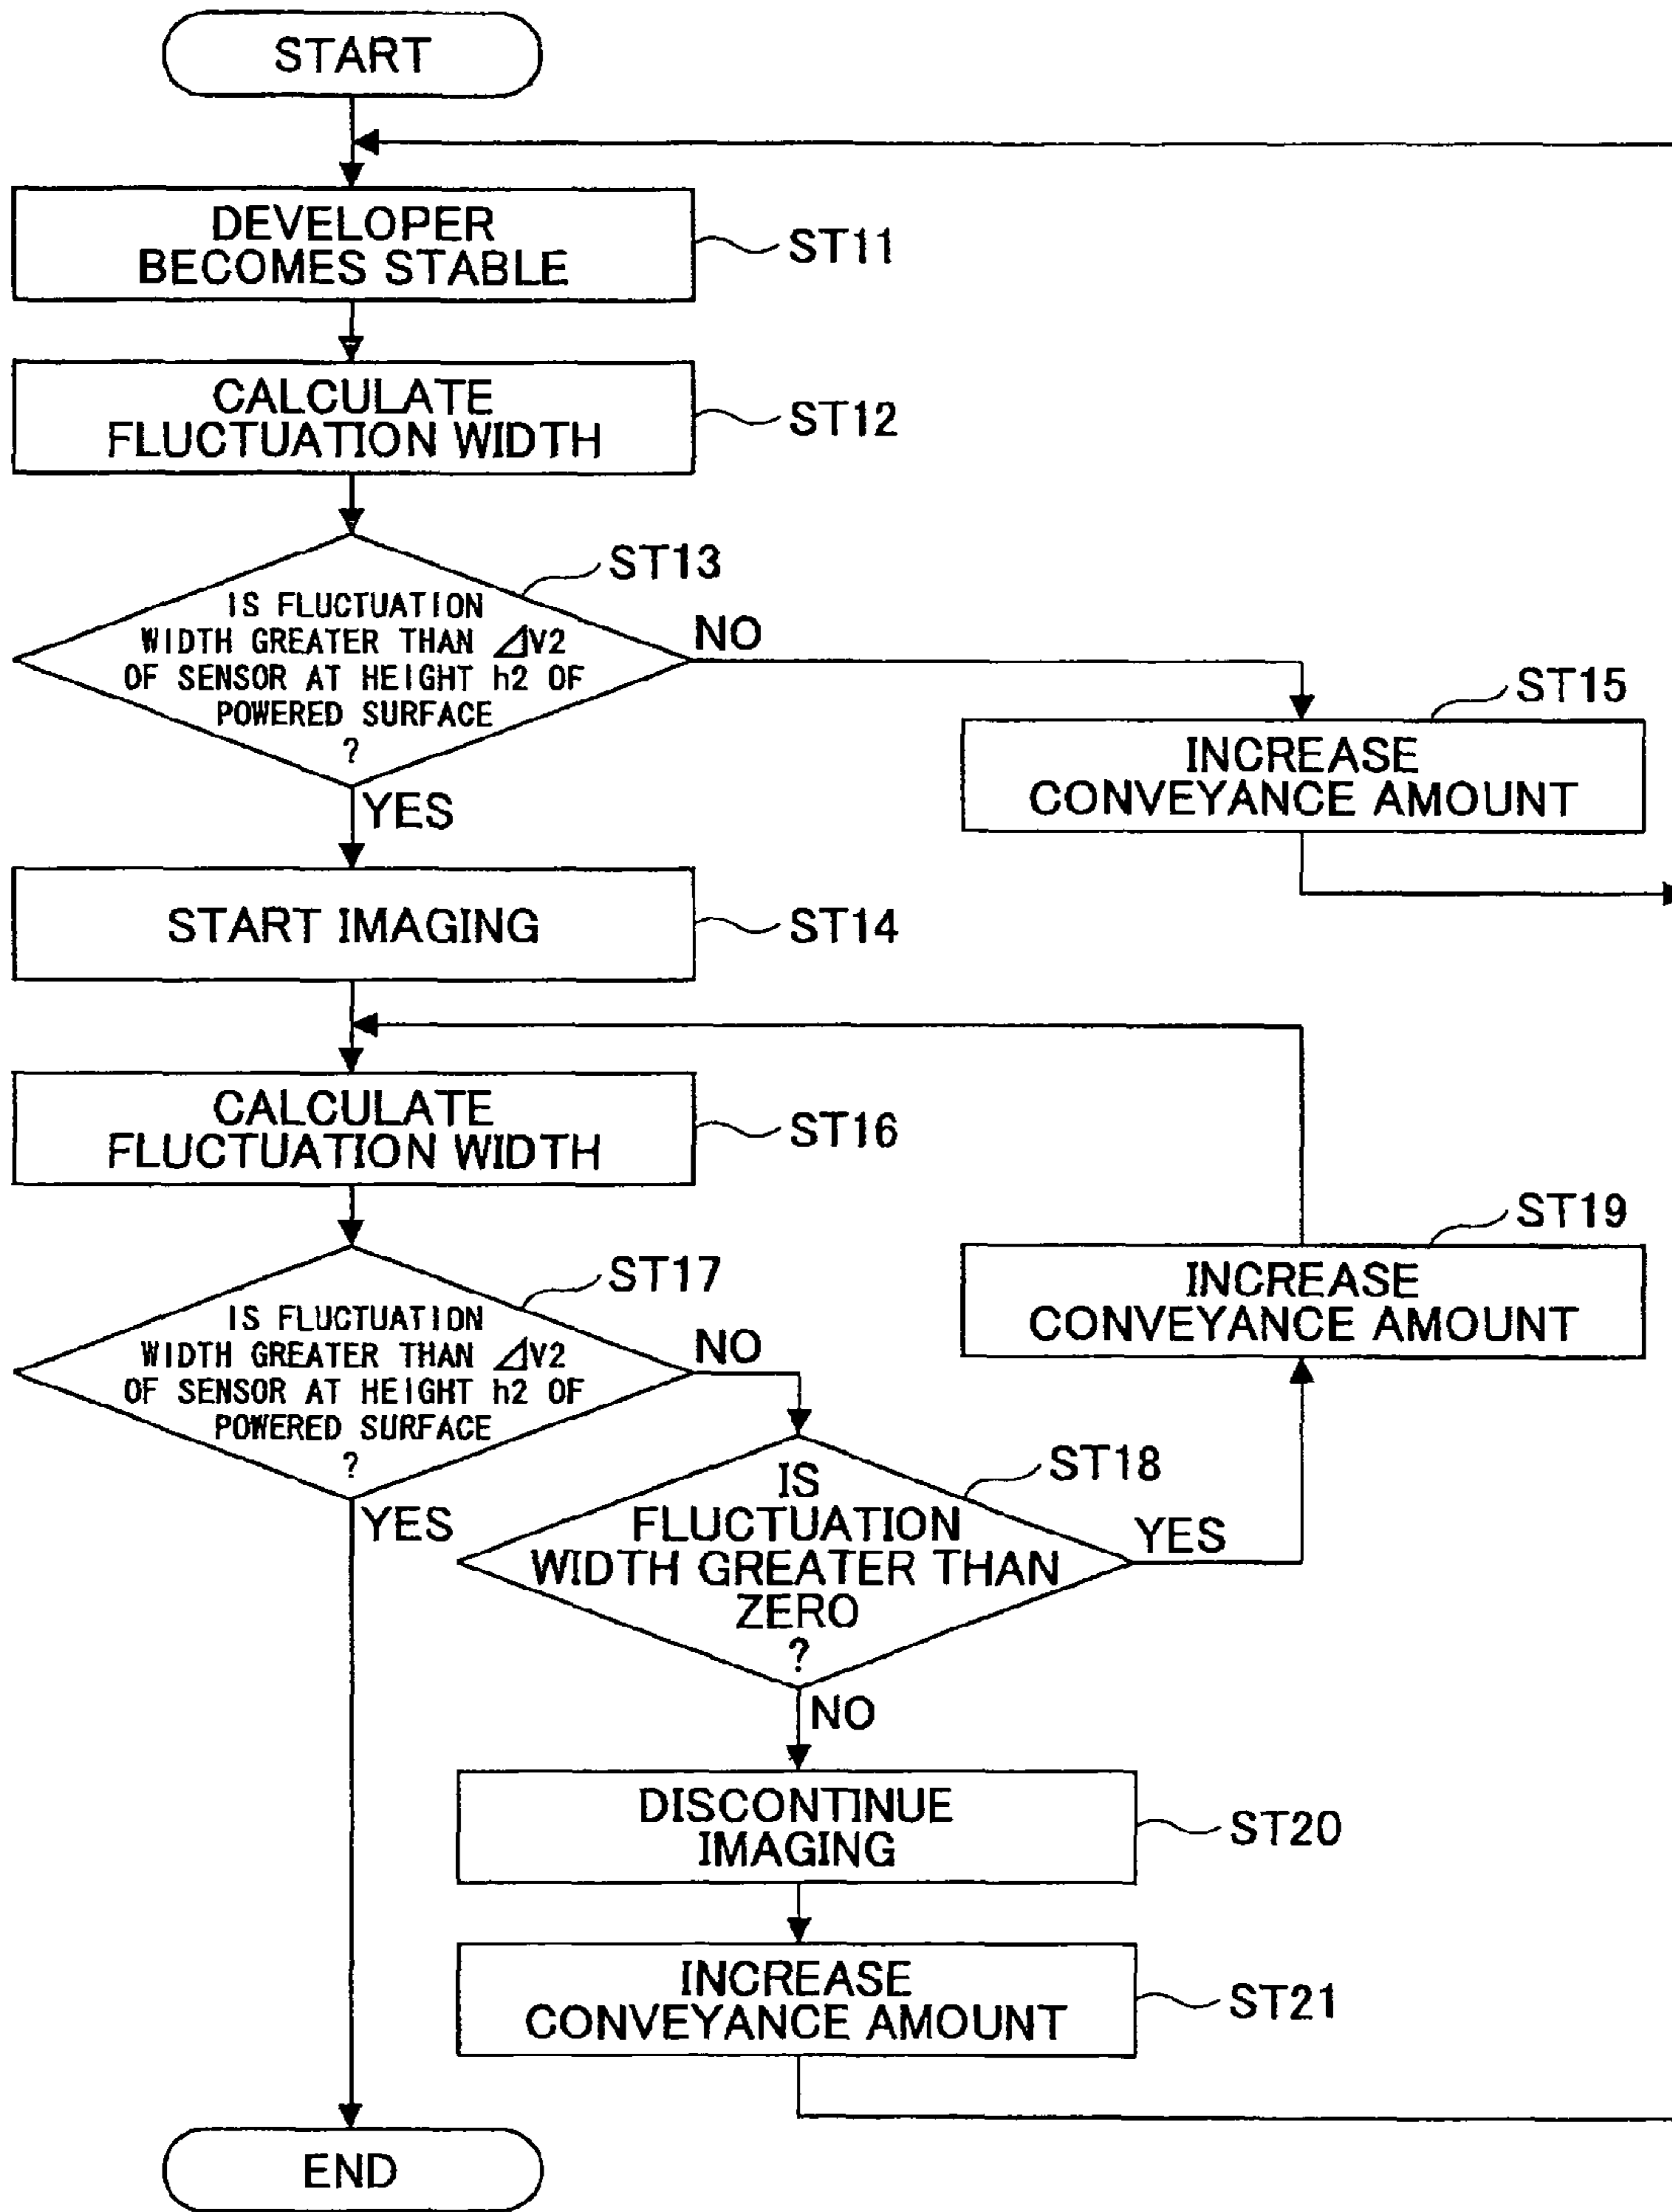 START
DEVELOPER
BECOMES STABLE
ST11
CALCULATE
FLUCTUATION WIDTH
ST12
ST13
IS FLUCTUATION
WIDTH GREATER THAN ⊿V2
OF SENSOR AT HEIGHT h2 OF
POWERED SURFACE
?
NO
YES
ST15
INCREASE
CONVEYANCE AMOUNT
START IMAGING
ST14
CALCULATE
FLUCTUATION WIDTH
ST16
ST19
INCREASE
CONVEYANCE AMOUNT
ST17
IS FLUCTUATION
WIDTH GREATER THAN ⊿V2
OF SENSOR AT HEIGHT h2 OF
POWERED SURFACE
?
NO
YES
ST18
IS
FLUCTUATION
WIDTH GREATER THAN
ZERO
?
YES
NO
DISCONTINUE
IMAGING
ST20
INCREASE
CONVEYANCE AMOUNT
ST21
END